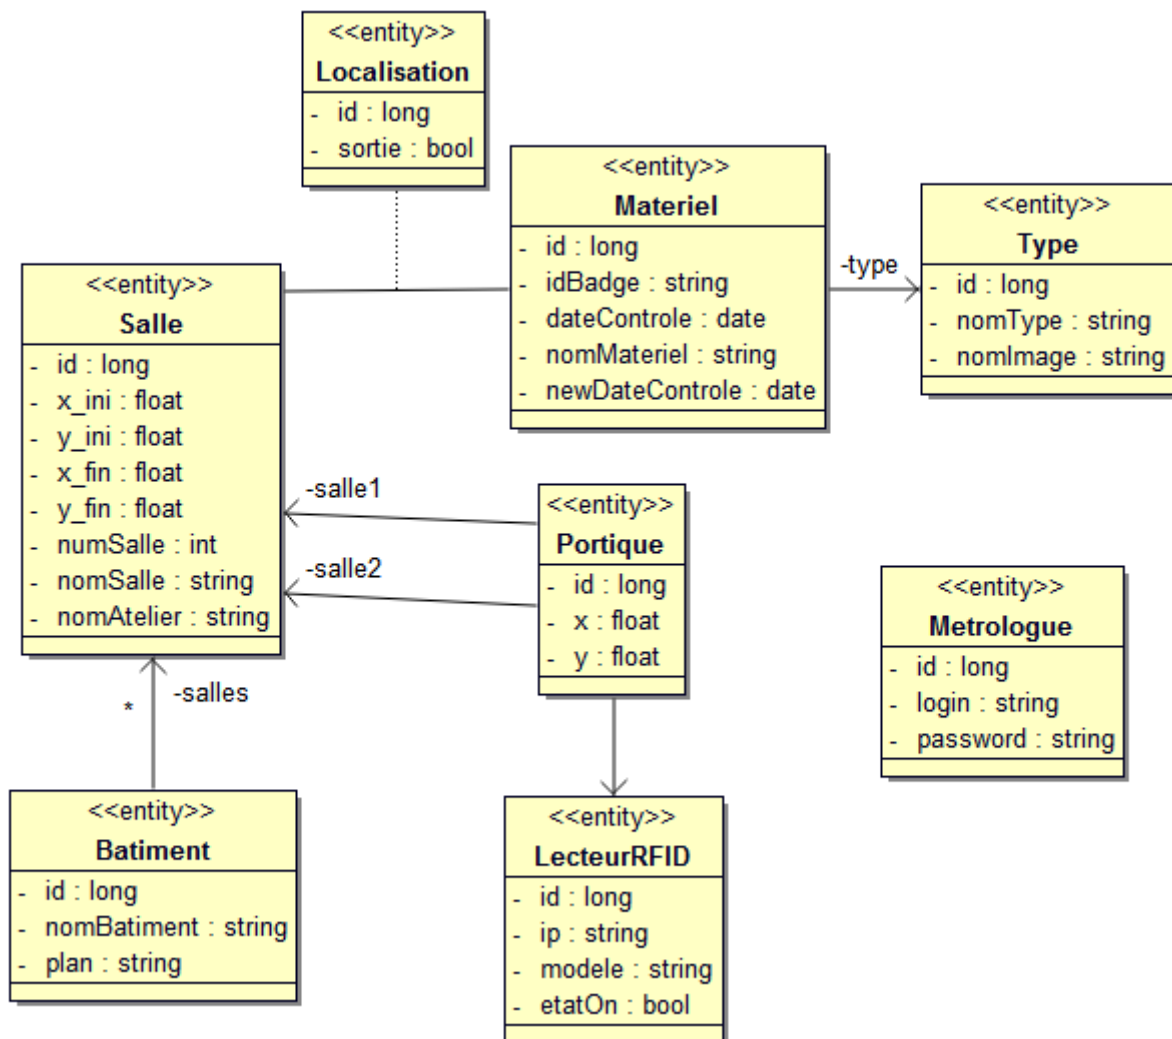 <<entity>>
Localisation
- id : long
- sortie : bool
<<entity>>
Materiel
- id : long
- idBadge : string
- dateControle : date
- nomMateriel : string
- newDateControle : date
-type
<<entity>>
Type
- id : long
- nomType : string
- nomImage : string
<<entity>>
Salle
- id : long
- x_ini : float
- y_ini : float
- x_fin : float
- y_fin : float
- numSalle : int
- nomSalle : string
- nomAtelier : string
-salle1
-salle2
<<entity>>
Portique
- id : long
- x : float
- y : float
<<entity>>
Metrologue
- id : long
- login : string
- password : string
* -salles
<<entity>>
Batiment
- id : long
- nomBatiment : string
- plan : string
<<entity>>
LecteurRFID
- id : long
- ip : string
- modele : string
- etatOn : bool